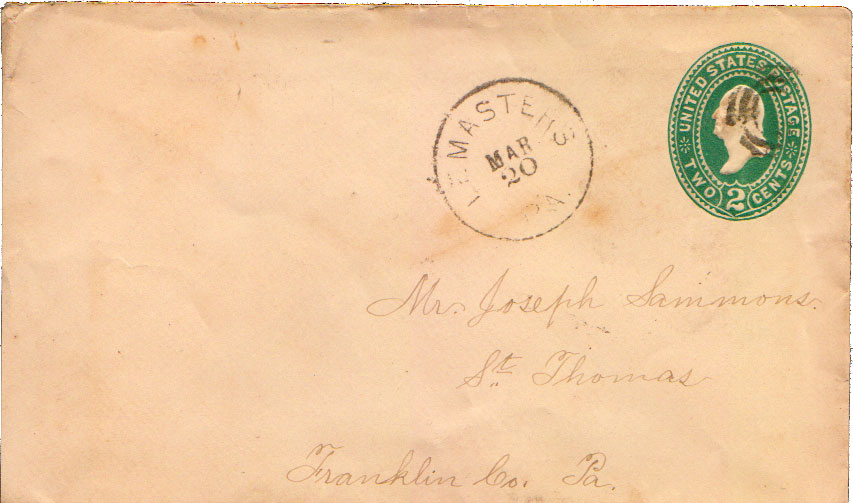 UNITED STATES POSTAGE
TWO 2 CENTS
LEMASTERS
MAR
20
PA.
Mr. Joseph Sammons.
St. Thomas
Franklin Co. Pa.